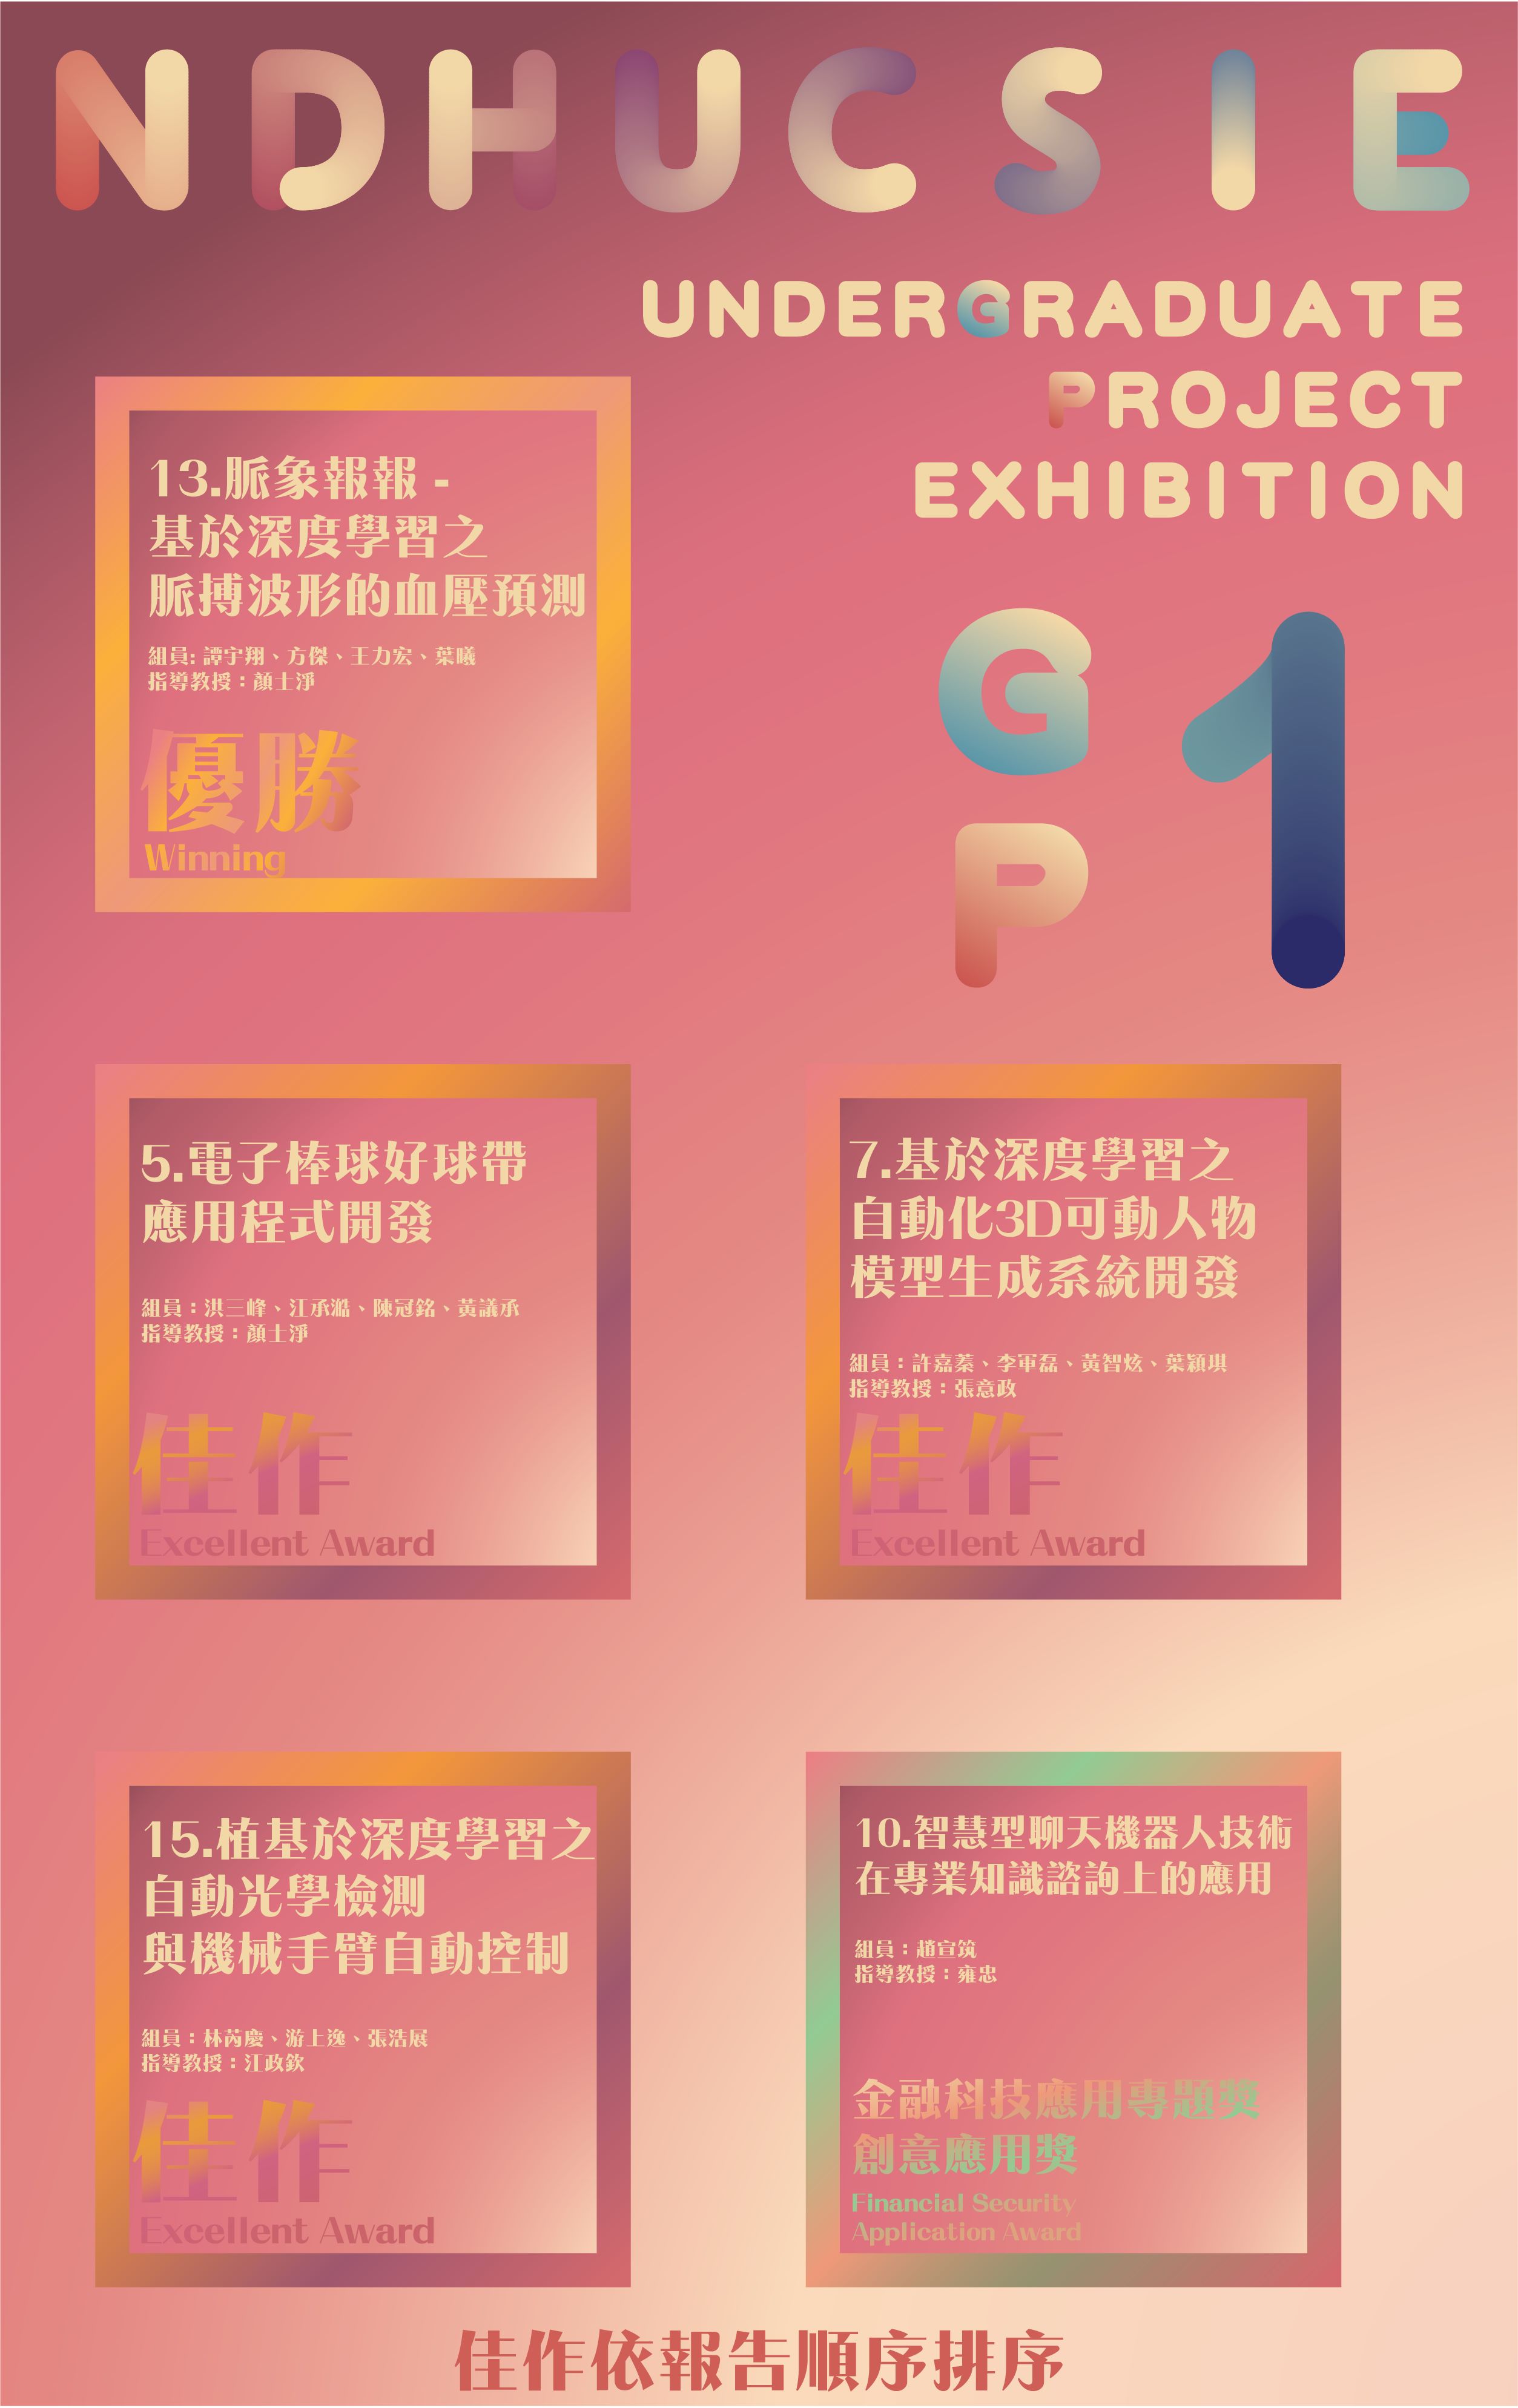 NDHUCSIE
UNDERGRADUATE
PROJECT
EXHIBITION
GP1
13.脈象報報 -
基於深度學習之
脈搏波形的血壓預測
組員: 譚宇翔、方傑、王力宏、葉曦
指導教授：顏士淨
優勝
Winning
5.電子棒球好球帶
應用程式開發
組員：洪三峰、江承澔、陳冠銘、黃議承
指導教授：顏士淨
佳作
Excellent Award
7.基於深度學習之
自動化3D可動人物
模型生成系統開發
組員：許嘉蓁、李軍磊、黃智炫、葉穎琪
指導教授：張意政
佳作
Excellent Award
15.植基於深度學習之
自動光學檢測
與機械手臂自動控制
組員：林芮慶、游上逸、張浩展
指導教授：江政欽
佳作
Excellent Award
10.智慧型聊天機器人技術
在專業知識諮詢上的應用
組員：趙宣筑
指導教授：雍忠
金融科技應用專題獎
創意應用獎
Financial Security
Application Award
佳作依報告順序排序